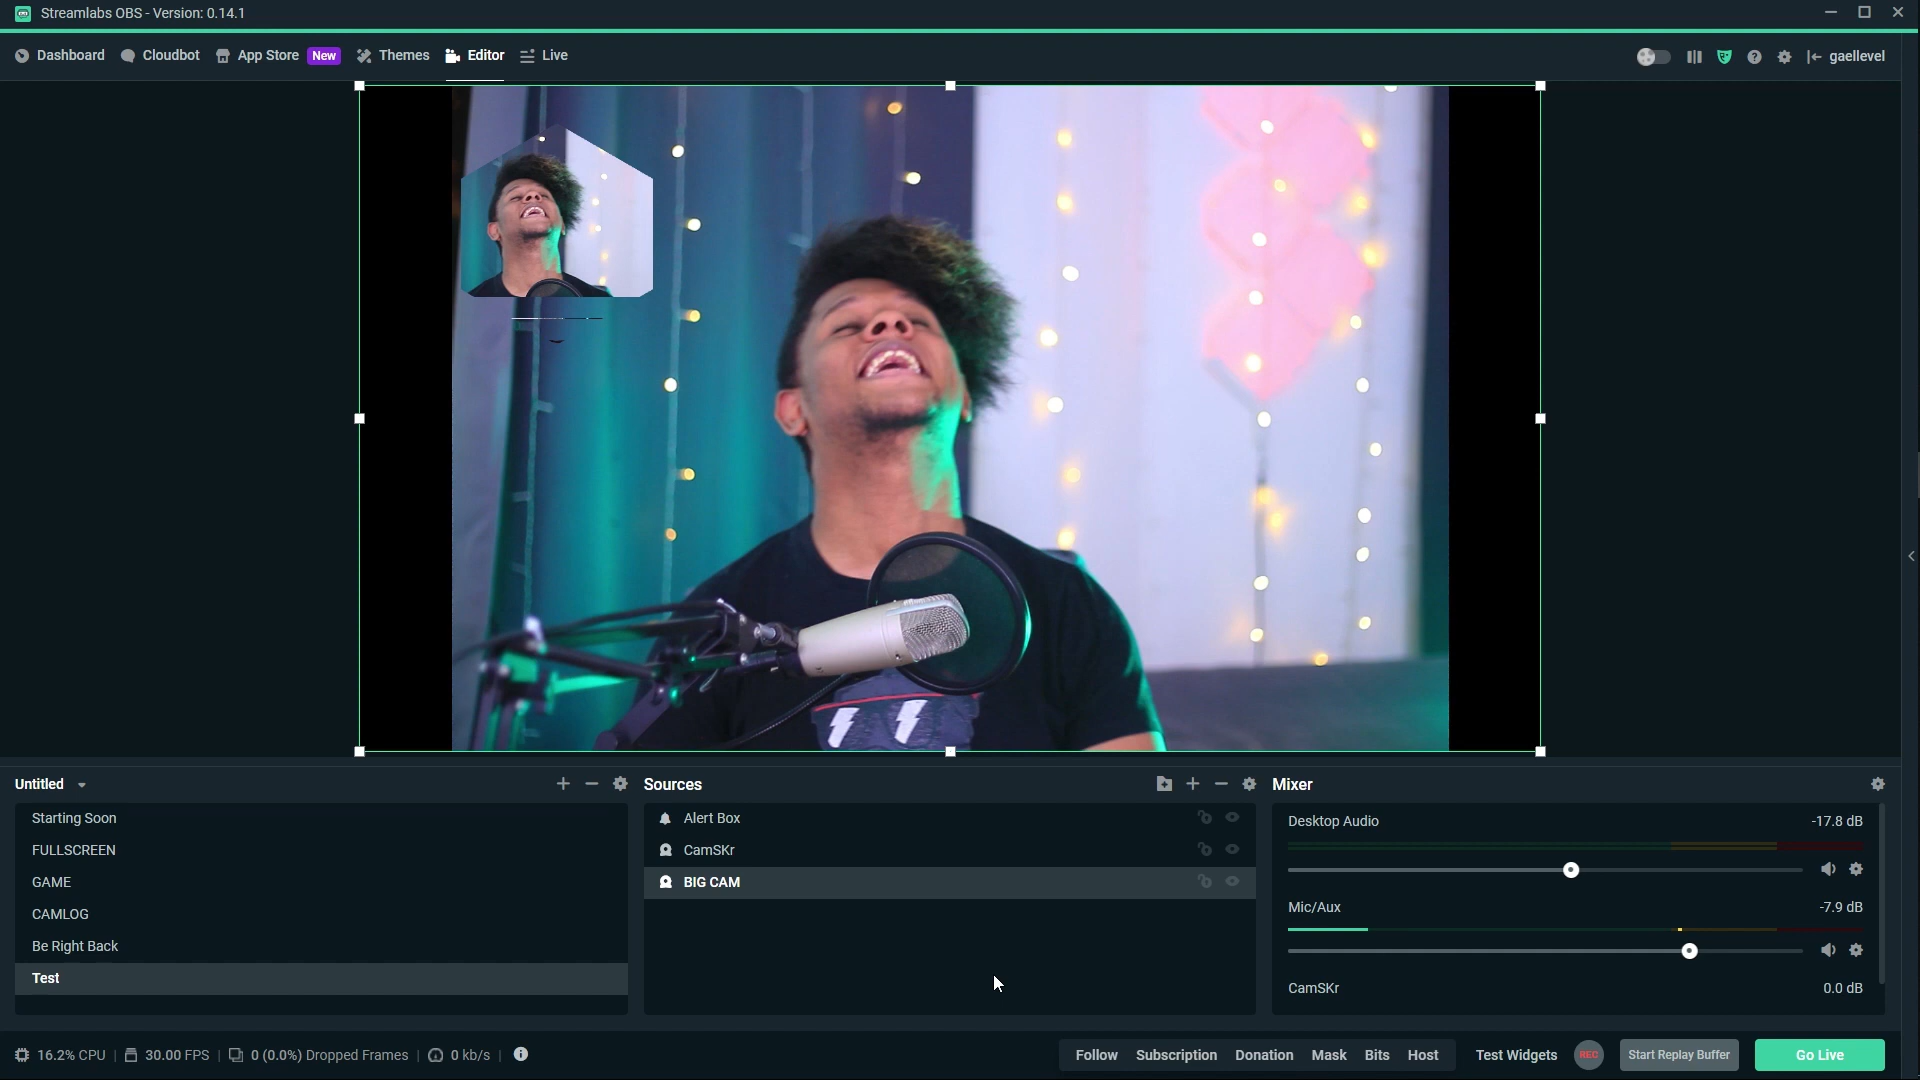 Streamlabs OBS - Version: 0.14.1
Dashboard Cloudbot App Store New Themes Editor Live gaellevel
Untitled
Starting Soon
FULLSCREEN
GAME
CAMLOG
Be Right Back
Test
Sources
Alert Box
CamSKr
BIG CAM
Mixer
Desktop Audio -17.8 dB
Mic/Aux -7.9 dB
CamSKr 0.0 dB
16.2% CPU | 30.00 FPS | 0 (0.0%) Dropped Frames | 0 kb/s |
Follow Subscription Donation Mask Bits Host Test Widgets REC Start Replay Buffer Go Live